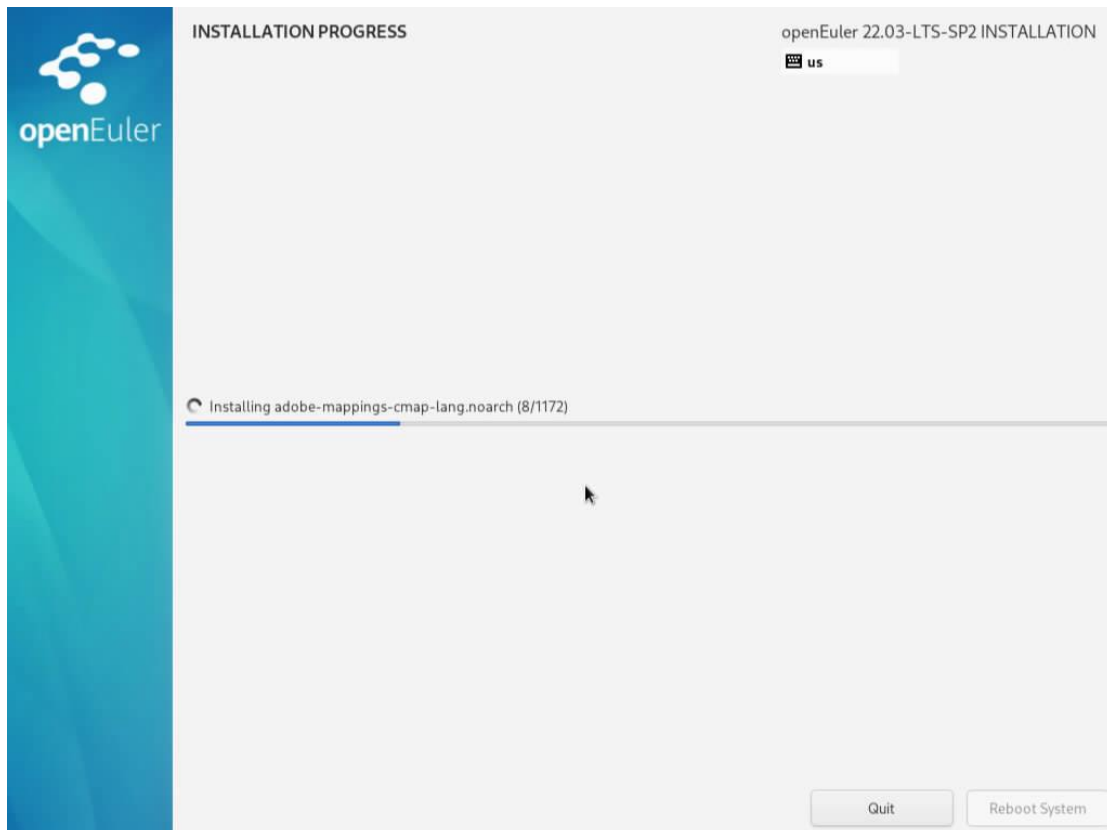 openEuler
INSTALLATION PROGRESS
openEuler 22.03-LTS-SP2 INSTALLATION
us
Installing adobe-mappings-cmap-lang.noarch (8/1172)
Quit
Reboot System